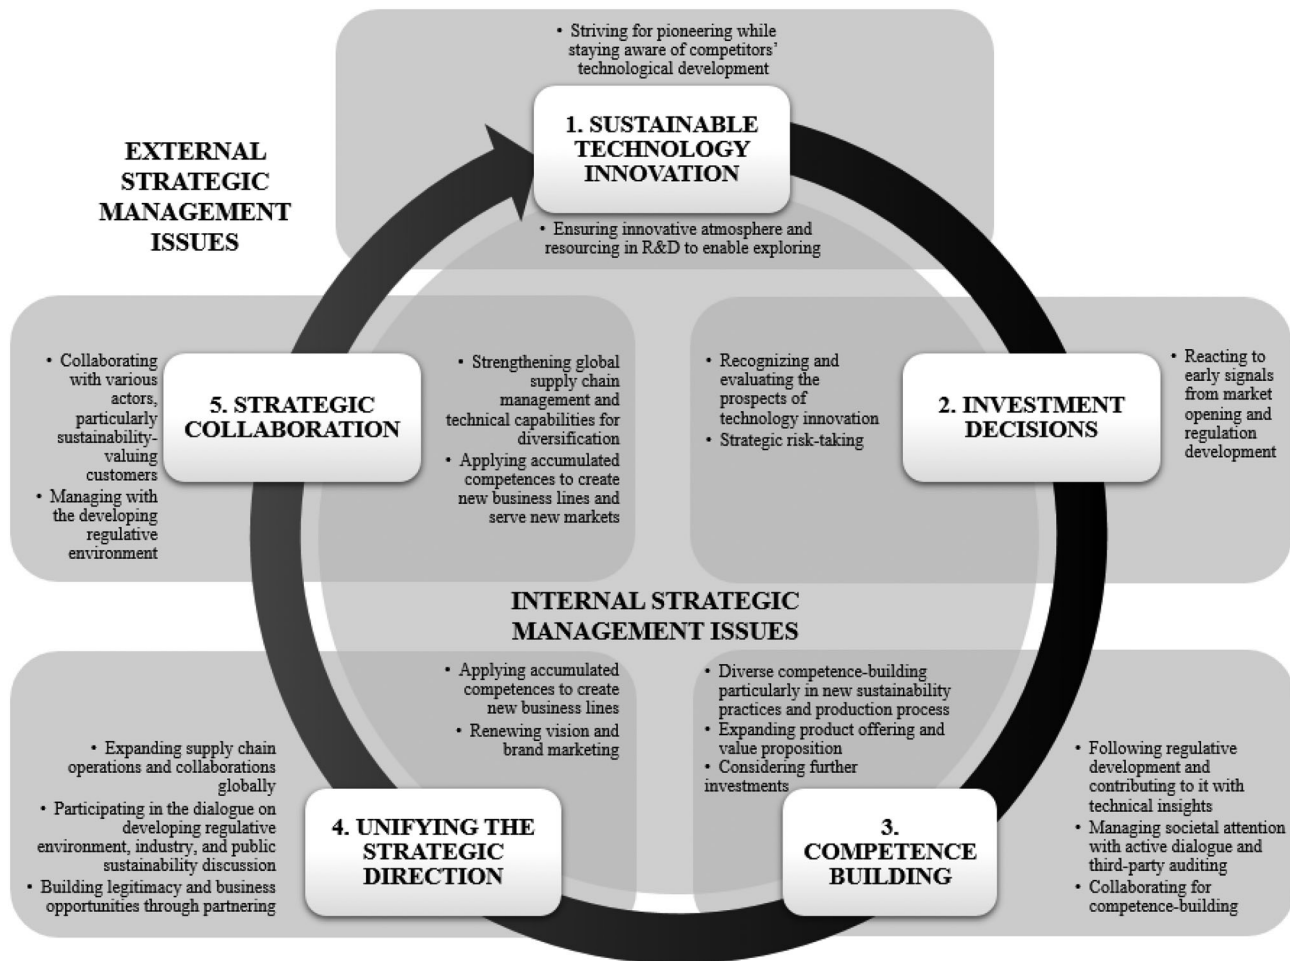 • Striving for pioneering while
staying aware of competitors'
technological development
1. SUSTAINABLE
TECHNOLOGY
INNOVATION
• Ensuring innovative atmosphere and
resourcing in R&D to enable exploring
EXTERNAL
STRATEGIC
MANAGEMENT
ISSUES
• Collaborating
with various
actors,
particularly
sustainability-
valuing
customers
• Managing with
the developing
regulative
environment
5. STRATEGIC
COLLABORATION
• Strengthening global
supply chain
management and
technical capabilities for
diversification
• Applying accumulated
competences to create
new business lines and
serve new markets
• Recognizing and
evaluating the
prospects of
technology innovation
• Strategic risk-taking
2. INVESTMENT
DECISIONS
• Reacting to
early signals
from market
opening and
regulation
development
INTERNAL STRATEGIC
MANAGEMENT ISSUES
• Applying accumulated
competences to create
new business lines
• Renewing vision and
brand marketing
• Expanding supply chain
operations and collaborations
globally
• Participating in the dialogue on
developing regulative
environment, industry, and public
sustainability discussion
• Building legitimacy and business
opportunities through partnering
4. UNIFYING THE
STRATEGIC
DIRECTION
• Diverse competence-building
particularly in new sustainability
practices and production process
• Expanding product offering and
value proposition
• Considering further
investments
3.
COMPETENCE
BUILDING
• Following regulative
development and
contributing to it with
technical insights
• Managing societal attention
with active dialogue and
third-party auditing
• Collaborating for
competence-building